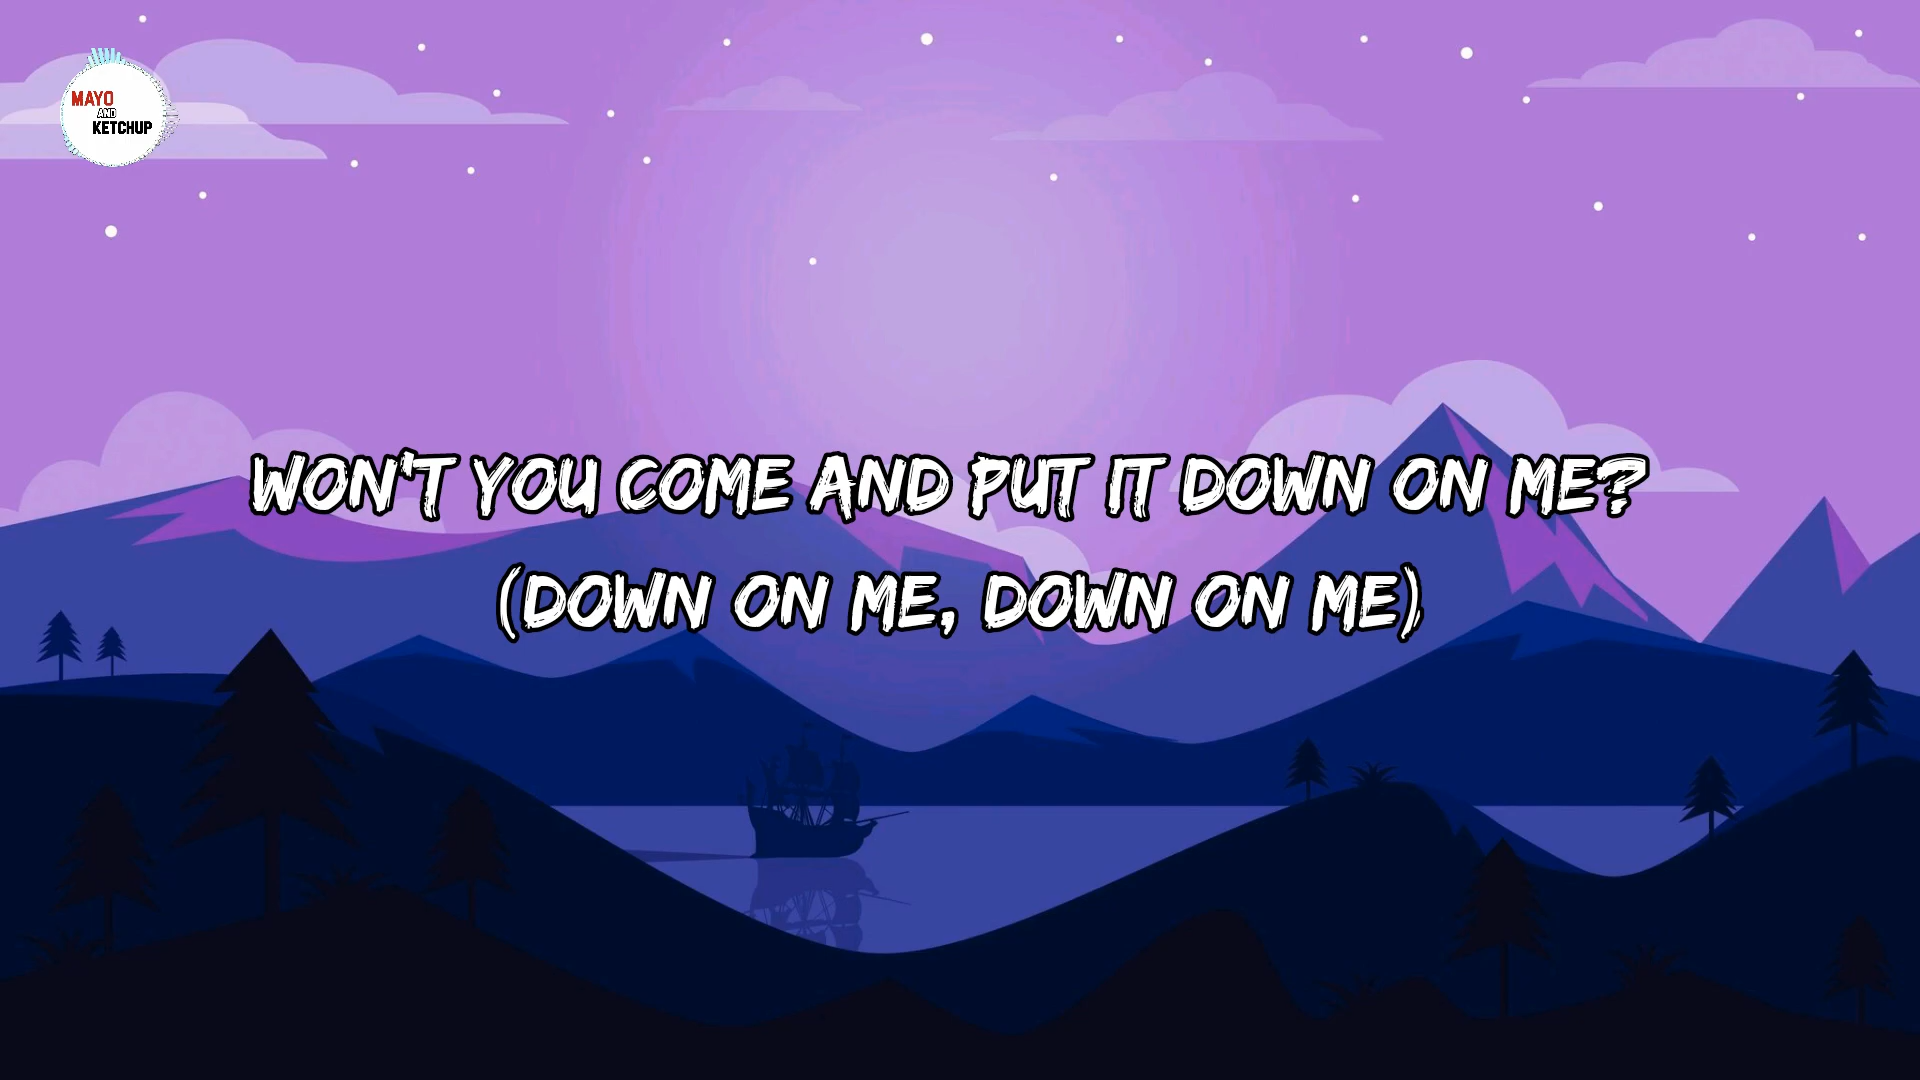 MAYO
AND
KETCHUP
WON'T YOU COME AND PUT IT DOWN ON ME?
(DOWN ON ME, DOWN ON ME)